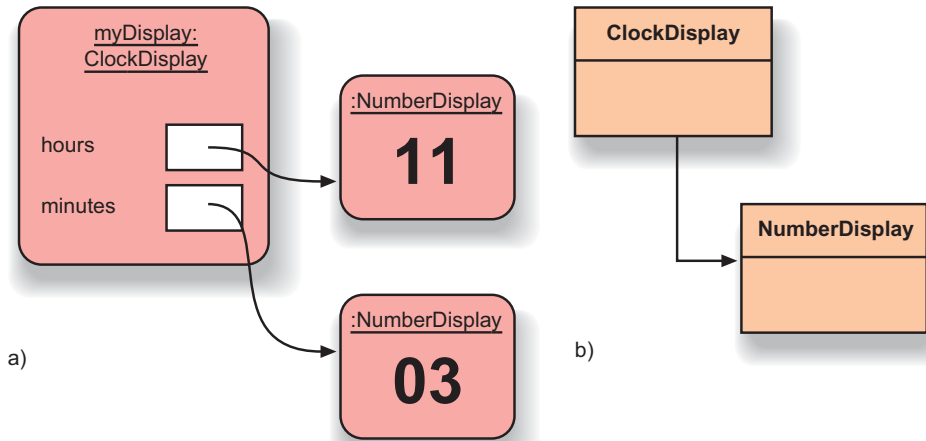 myDisplay:
ClockDisplay
hours
minutes
:NumberDisplay
11
:NumberDisplay
03
a)
ClockDisplay
NumberDisplay
b)